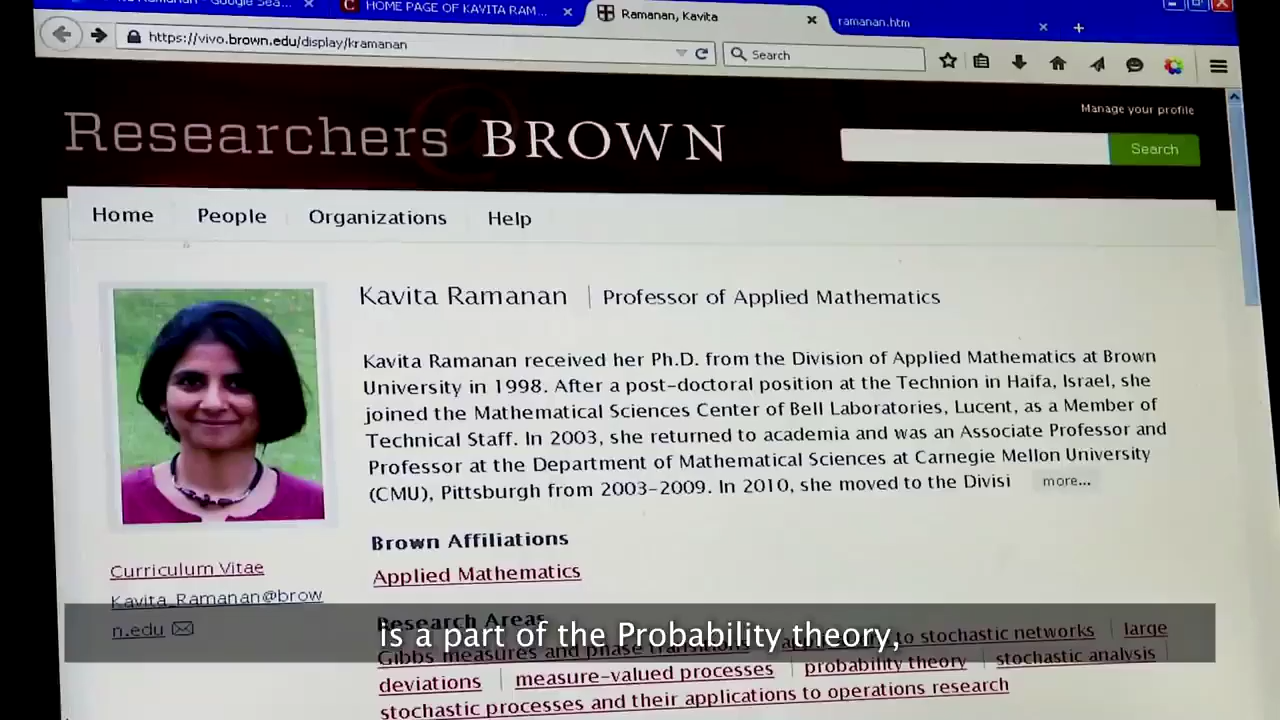 HOME PAGE OF KAVITA RAM...
Ramanan, Kavita
ramanan.htm
https://vivo.brown.edu/display/kramanan
Search
Manage your profile
Researchers @ BROWN
Search
Home People Organizations Help
Kavita Ramanan | Professor of Applied Mathematics
Kavita Ramanan received her Ph.D. from the Division of Applied Mathematics at Brown
University in 1998. After a post-doctoral position at the Technion in Haifa, Israel, she
joined the Mathematical Sciences Center of Bell Laboratories, Lucent, as a Member of
Technical Staff. In 2003, she returned to academia and was an Associate Professor and
Professor at the Department of Mathematical Sciences at Carnegie Mellon University
(CMU), Pittsburgh from 2003-2009. In 2010, she moved to the Divisi more...
Brown Affiliations
Applied Mathematics
Curriculum Vitae
Kavita_Ramanan@brow
n.edu
Research Areas
is a part of the Probability theory,
Gibbs measures and phase transitions to stochastic networks | large
deviations | measure-valued processes | probability theory | stochastic analysis
stochastic processes and their applications to operations research